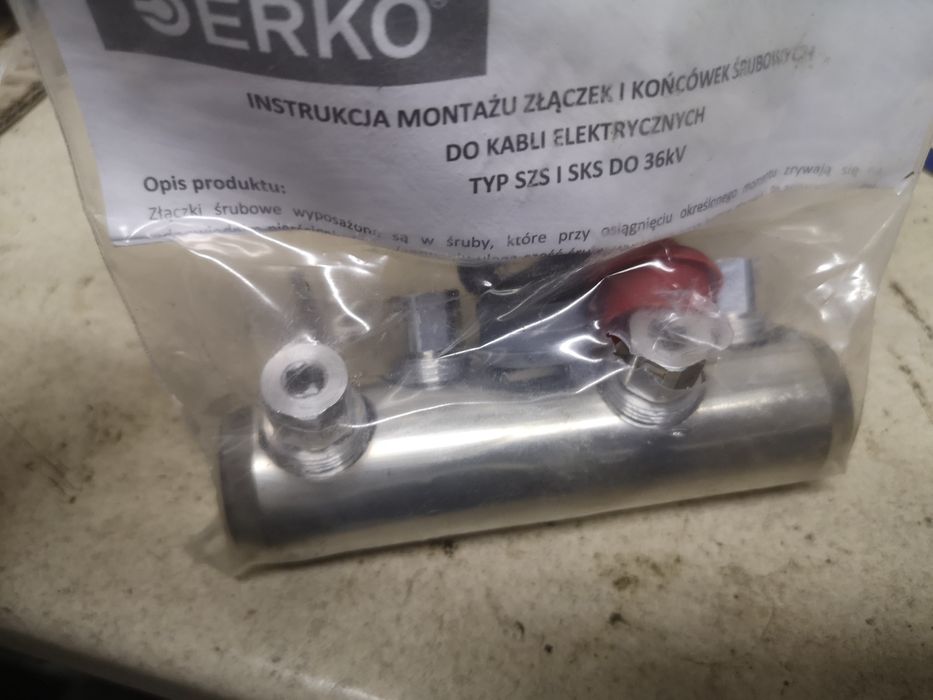 ERKO®
INSTRUKCJA MONTAŻU ZŁĄCZEK I KOŃCÓWEK ŚRUBOWYCH
DO KABLI ELEKTRYCZNYCH
TYP SZS I SKS DO 36kV
Opis produktu:
Złączki śrubowe wyposażone są w śruby, które przy osiągnięciu określonego momentu zrywają się